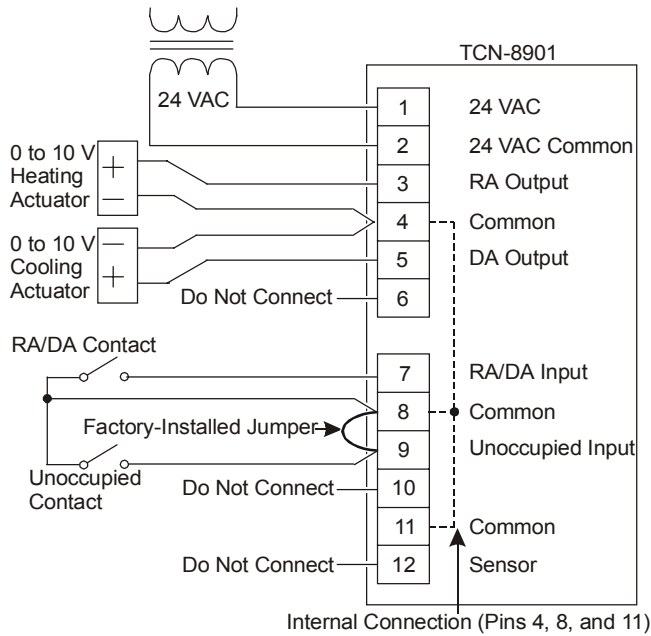 TCN-8901
24 VAC
1 24 VAC
2 24 VAC Common
0 to 10 V
Heating
Actuator
+
−
3 RA Output
4 Common
0 to 10 V
Cooling
Actuator
−
+
5 DA Output
Do Not Connect 6
RA/DA Contact
7 RA/DA Input
8 Common
Factory-Installed Jumper
9 Unoccupied Input
Unoccupied
Contact
Do Not Connect 10
11 Common
Do Not Connect 12 Sensor
Internal Connection (Pins 4, 8, and 11)